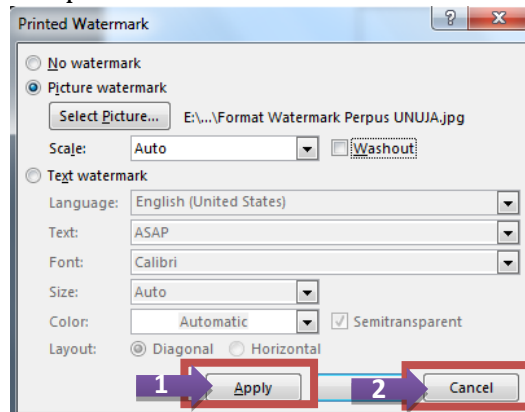 Printed Watermark
No watermark
Picture watermark
Select Picture... E:\...\Format Watermark Perpus UNUJA.jpg
Scale: Auto Washout
Text watermark
Language: English (United States)
Text: ASAP
Font: Calibri
Size: Auto
Color: Automatic Semitransparent
Layout: Diagonal Horizontal
1 Apply 2 Cancel